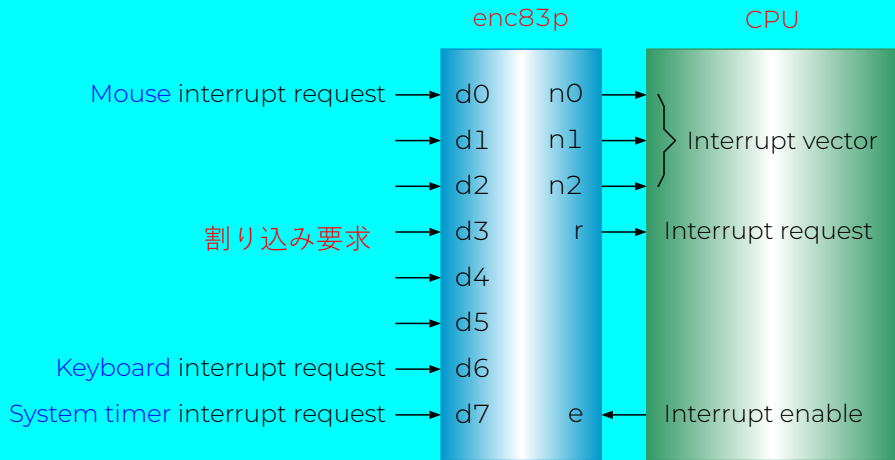 enc83p CPU
Mouse interrupt request d0 n0
d1 n1 Interrupt vector
d2 n2
割り込み要求 d3 r Interrupt request
d4
d5
Keyboard interrupt request d6
System timer interrupt request d7 e Interrupt enable